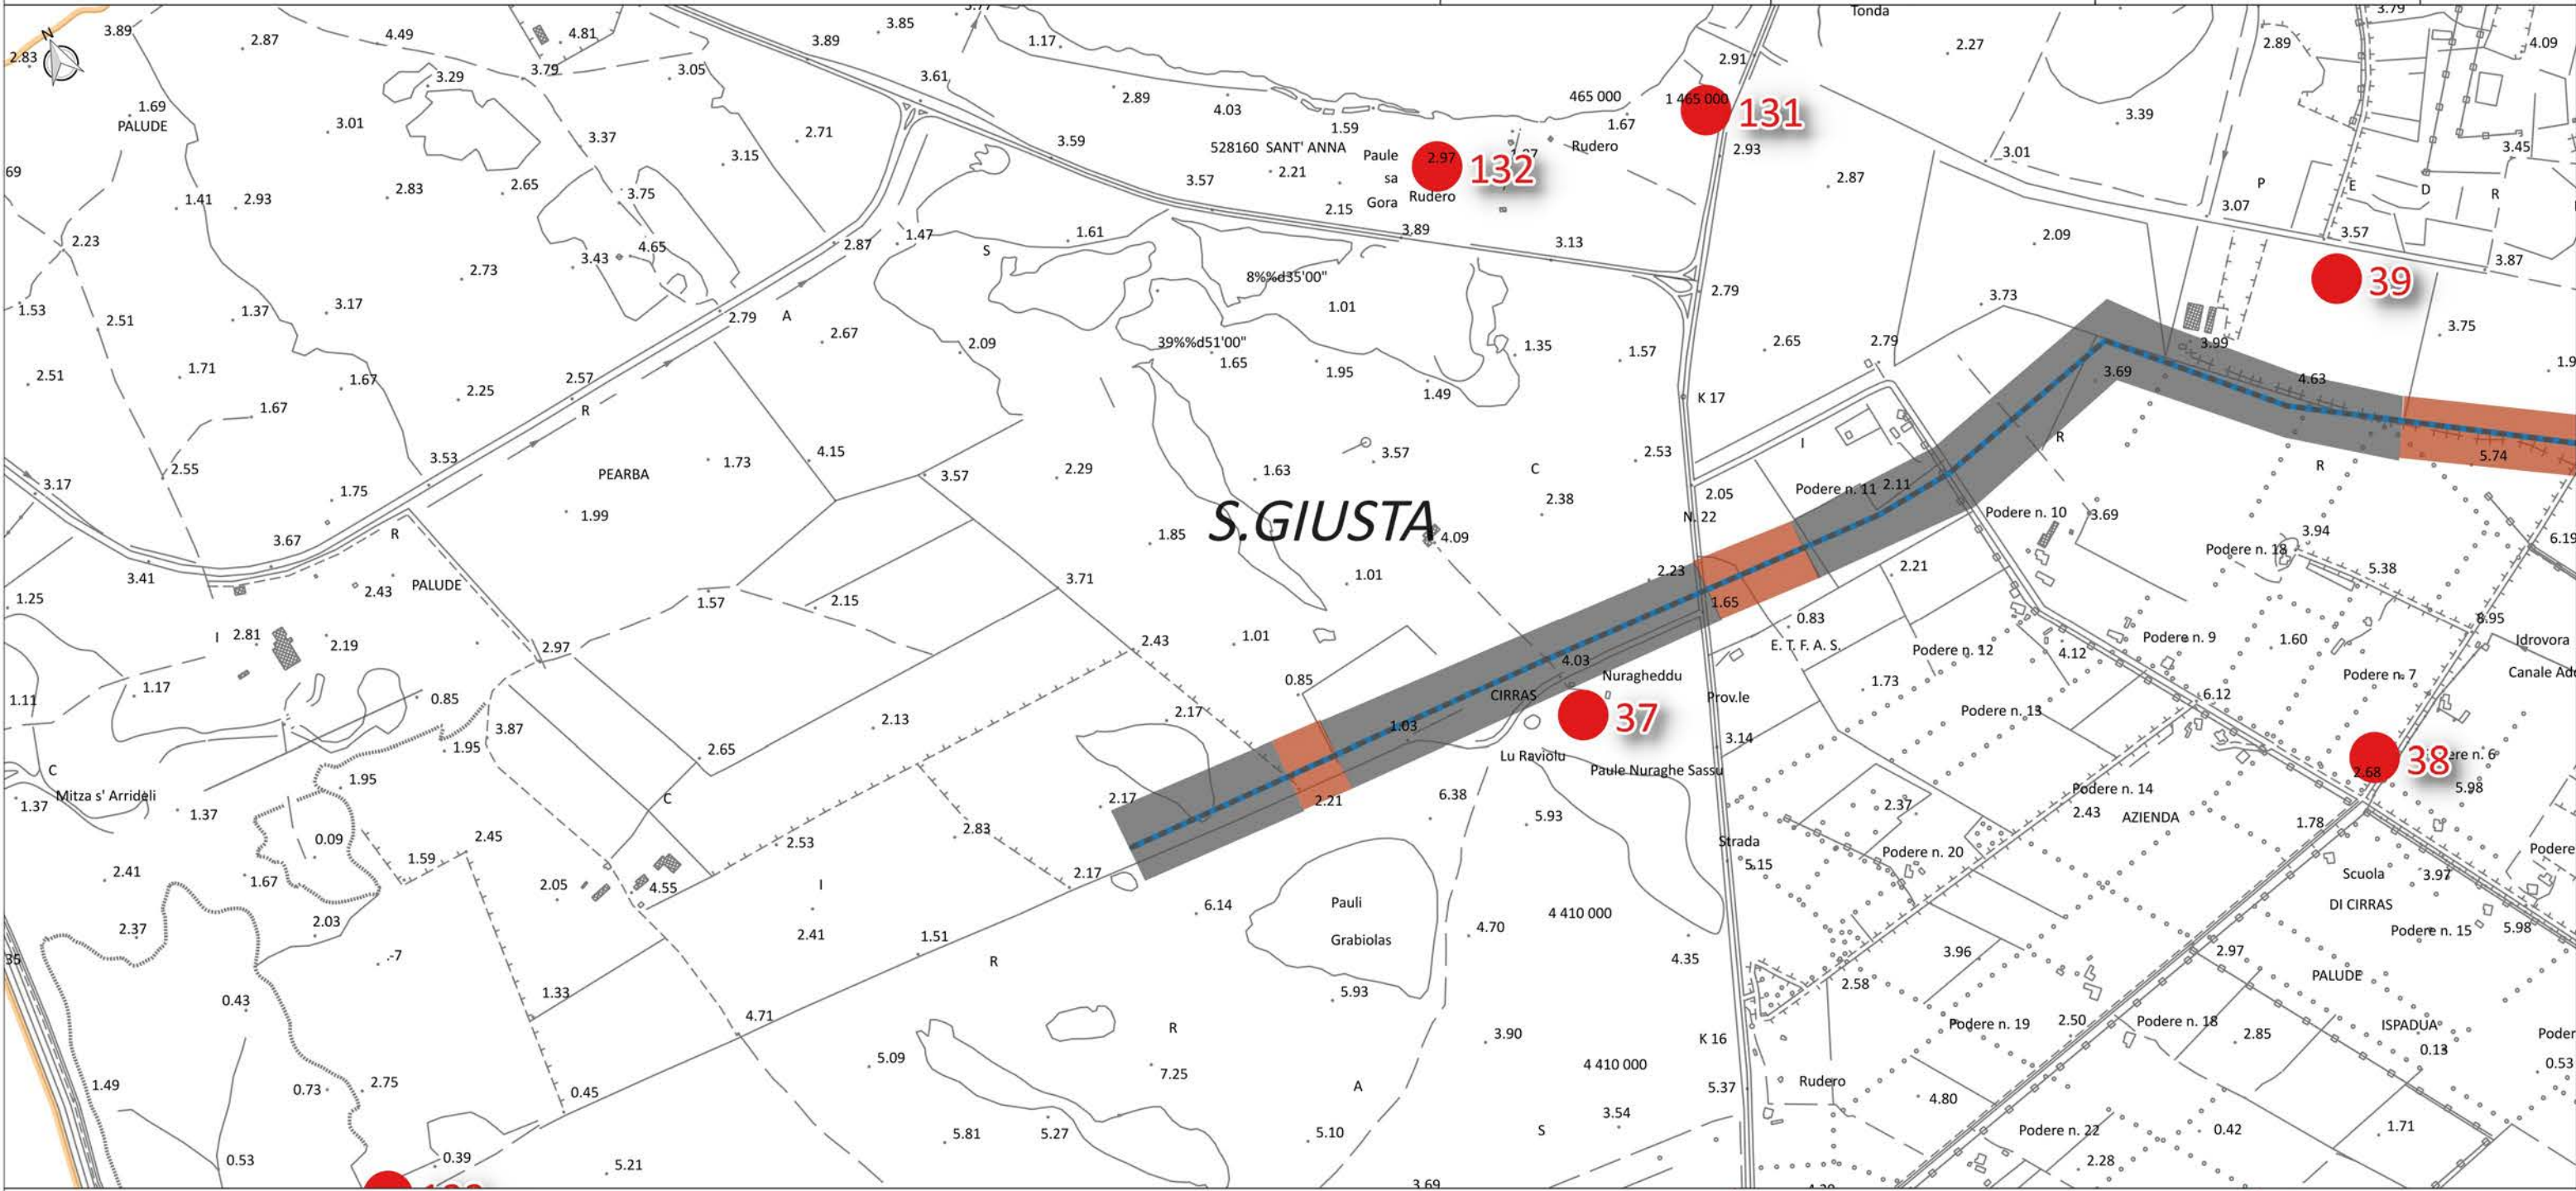 3.89
2.87
4.49
4.81
3.89
3.85
1.17
2.91
Tonda
2.27
2.89
3.79
4.09
N
2.83
3.29
3.79
3.05
3.61
2.89
4.03
465 000
1 465 000
131
3.39
1.69
PALUDE
3.01
3.37
2.71
3.15
3.59
1.59
1.67
528160 SANT' ANNA
Paule
sa
Gora
2.97
132
Rudero
Rudero
2.93
3.01
3.45
69
1.41
2.93
2.83
2.65
3.75
3.57
2.21
2.15
2.87
P
E
D
R
3.07
2.23
3.43
4.65
2.87
1.47
S
1.61
3.89
3.13
2.09
3.57
3.87
2.73
8%%d35'00"
1.01
2.79
39
1.53
2.51
1.37
3.17
2.79
A
2.67
2.09
39%%d51'00"
1.65
1.95
1.35
1.57
2.65
2.79
3.73
3.99
3.75
2.51
1.71
1.67
1.67
2.25
2.57
R
1.49
K 17
3.69
4.63
1.9
3.17
2.55
3.53
1.75
PEARBA
1.73
4.15
3.57
2.29
1.63
3.57
C
2.53
I
R
R
5.74
3.67
R
1.99
1.85
S.GIUSTA
4.09
2.38
2.05
N. 22
Podere n. 11
2.11
Podere n. 10
3.69
3.94
Podere n. 18
5.38
6.19
3.41
1.25
2.43
PALUDE
1.57
2.15
3.71
1.01
2.23
1.65
2.21
0.83
E. T. F. A. S.
8.95
I
2.81
2.19
2.97
2.43
1.01
4.03
Nuragheddu
Podere n. 12
4.12
Podere n. 9
1.60
Idrovora
1.11
1.17
0.85
0.85
CIRRAS
Prov.le
1.73
Podere n. 7
Canale Ad
3.87
1.95
2.13
2.17
1.03
37
Podere n. 13
6.12
C
2.65
Lu Raviolu
Paule Nuraghe Sassu
3.14
38
ere n. 6
2.68
5.98
Mitza s' Arrideli
1.37
1.37
1.95
C
2.17
2.21
6.38
5.93
2.37
Podere n. 14
2.43
AZIENDA
1.78
0.09
1.59
2.45
2.53
2.83
Strada
5.15
Podere n. 20
Podere
2.41
1.67
2.05
4.55
2.17
I
Scuola
3.97
DI CIRRAS
2.37
2.03
2.41
1.51
6.14
Pauli
Grabiolas
4 410 000
4.70
Podere n. 15
5.98
35
-7
R
4.35
3.96
2.97
PALUDE
0.43
1.33
4.71
5.93
2.58
R
3.90
K 16
Podere n. 19
2.50
Podere n. 18
2.85
ISPADUA
0.13
Poder
5.09
7.25
4 410 000
0.53
1.49
0.73
2.75
0.45
A
5.37
Rudero
4.80
3.54
5.81
5.27
5.10
S
Podere n. 22
0.42
1.71
0.53
0.39
5.21
2.28
3.69